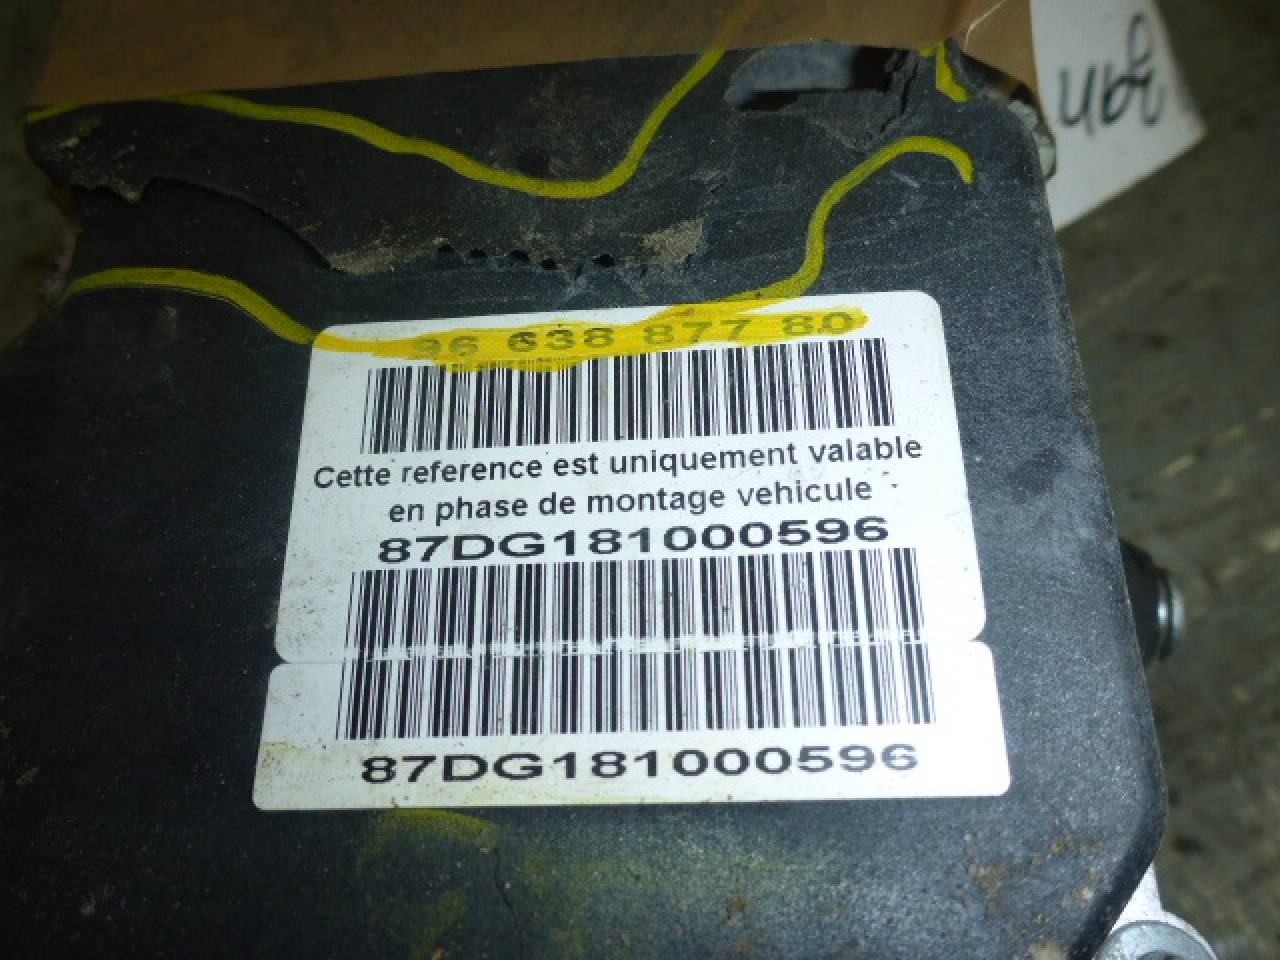 96 638 877 80
Cette reference est uniquement valable
en phase de montage vehicule
87DG181000596
87DG181000596